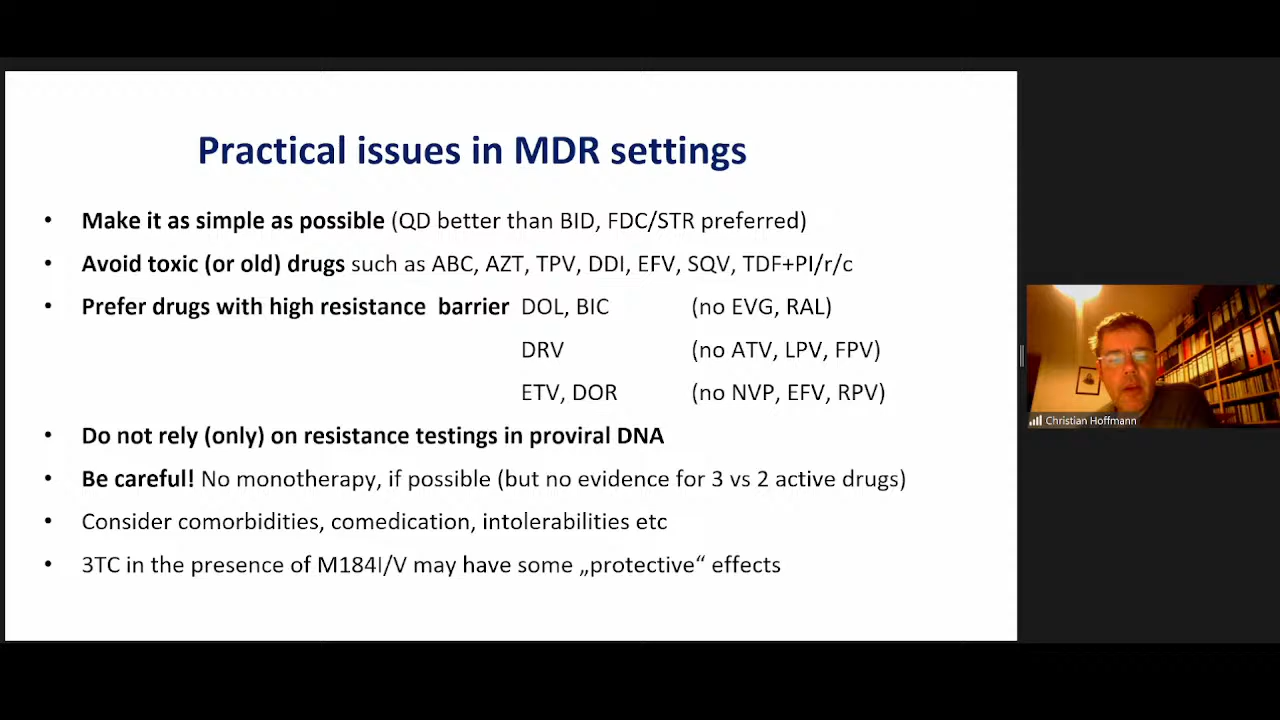 Practical issues in MDR settings
• Make it as simple as possible (QD better than BID, FDC/STR preferred)
• Avoid toxic (or old) drugs such as ABC, AZT, TPV, DDI, EFV, SQV, TDF+PI/r/c
• Prefer drugs with high resistance barrier DOL, BIC (no EVG, RAL)
DRV (no ATV, LPV, FPV)
ETV, DOR (no NVP, EFV, RPV)
• Do not rely (only) on resistance testings in proviral DNA
• Be careful! No monotherapy, if possible (but no evidence for 3 vs 2 active drugs)
• Consider comorbidities, comedication, intolerabilities etc
• 3TC in the presence of M184I/V may have some „protective“ effects
Christian Hoffmann